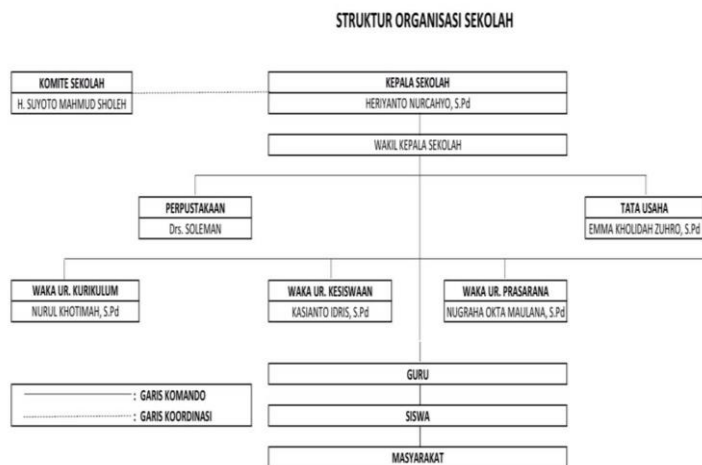 STRUKTUR ORGANISASI SEKOLAH
KOMITE SEKOLAH
H. SUYOTO MAHMUD SHOLEH
KEPALA SEKOLAH
HERIYANTO NURCAHYO, S.Pd
WAKIL KEPALA SEKOLAH
PERPUSTAKAAN
Drs. SOLEMAN
TATA USAHA
EMMA KHOLIDAH ZUHRO, S.Pd
WAKA UR. KURIKULUM
NURUL KHOTIMAH, S.Pd
WAKA UR. KESISWAAN
KASIANTO IDRIS, S.Pd
WAKA UR. PRASARANA
NUGRAHA OKTA MAULANA, S.Pd
GURU
SISWA
MASYARAKAT
: GARIS KOMANDO
: GARIS KOORDINASI